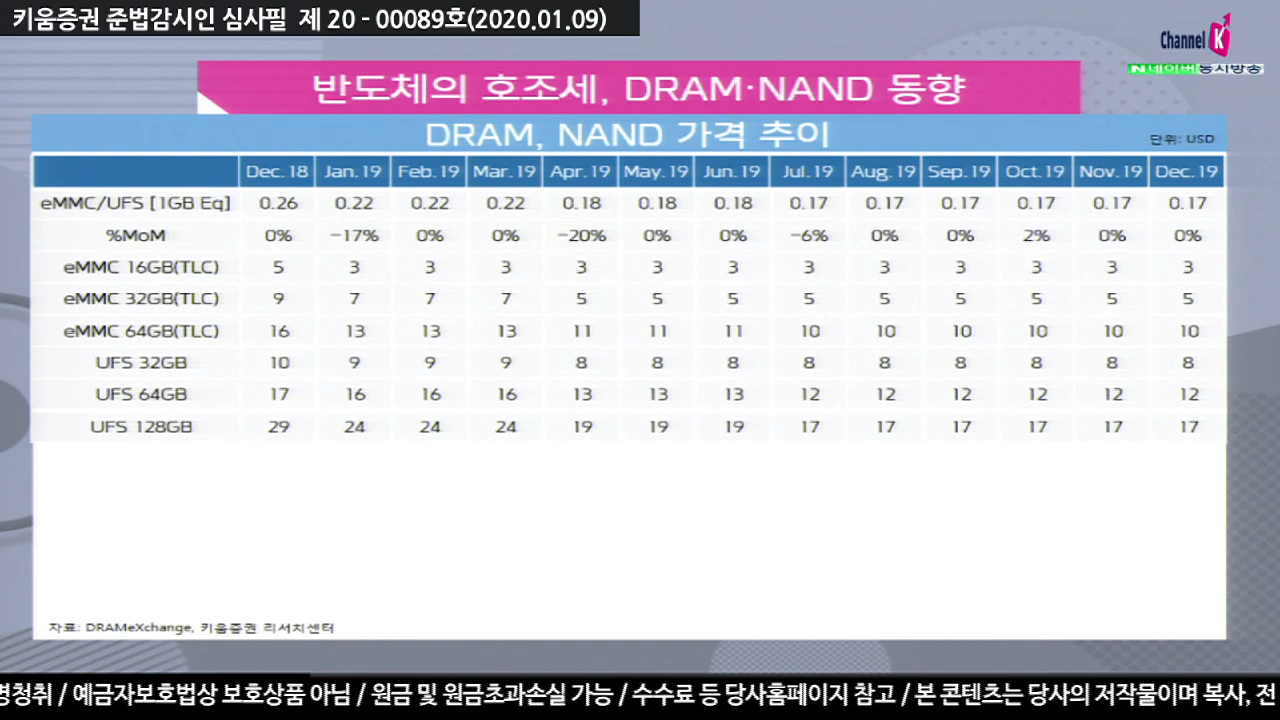 키움증권 준법감시인 심사필 제 20 - 00089호(2020.01.09)
Channel K
N 네이버동시방송
반도체의 호조세, DRAM·NAND 동향
DRAM, NAND 가격 추이
단위: USD
Dec. 18 Jan. 19 Feb. 19 Mar. 19 Apr. 19 May. 19 Jun. 19 Jul. 19 Aug. 19 Sep. 19 Oct. 19 Nov. 19 Dec. 19
eMMC/UFS [1GB Eq] 0.26 0.22 0.22 0.22 0.18 0.18 0.18 0.17 0.17 0.17 0.17 0.17 0.17
%MoM 0% -17% 0% 0% -20% 0% 0% -6% 0% 0% 2% 0% 0%
eMMC 16GB(TLC) 5 3 3 3 3 3 3 3 3 3 3 3 3
eMMC 32GB(TLC) 9 7 7 7 5 5 5 5 5 5 5 5 5
eMMC 64GB(TLC) 16 13 13 13 11 11 11 10 10 10 10 10 10
UFS 32GB 10 9 9 9 8 8 8 8 8 8 8 8 8
UFS 64GB 17 16 16 16 13 13 13 12 12 12 12 12 12
UFS 128GB 29 24 24 24 19 19 19 17 17 17 17 17 17
자료: DRAMeXchange, 키움증권 리서치센터
명청취 / 예금자보호법상 보호상품 아님 / 원금 및 원금초과손실 가능 / 수수료 등 당사홈페이지 참고 / 본 콘텐츠는 당사의 저작물이며 복사, 전